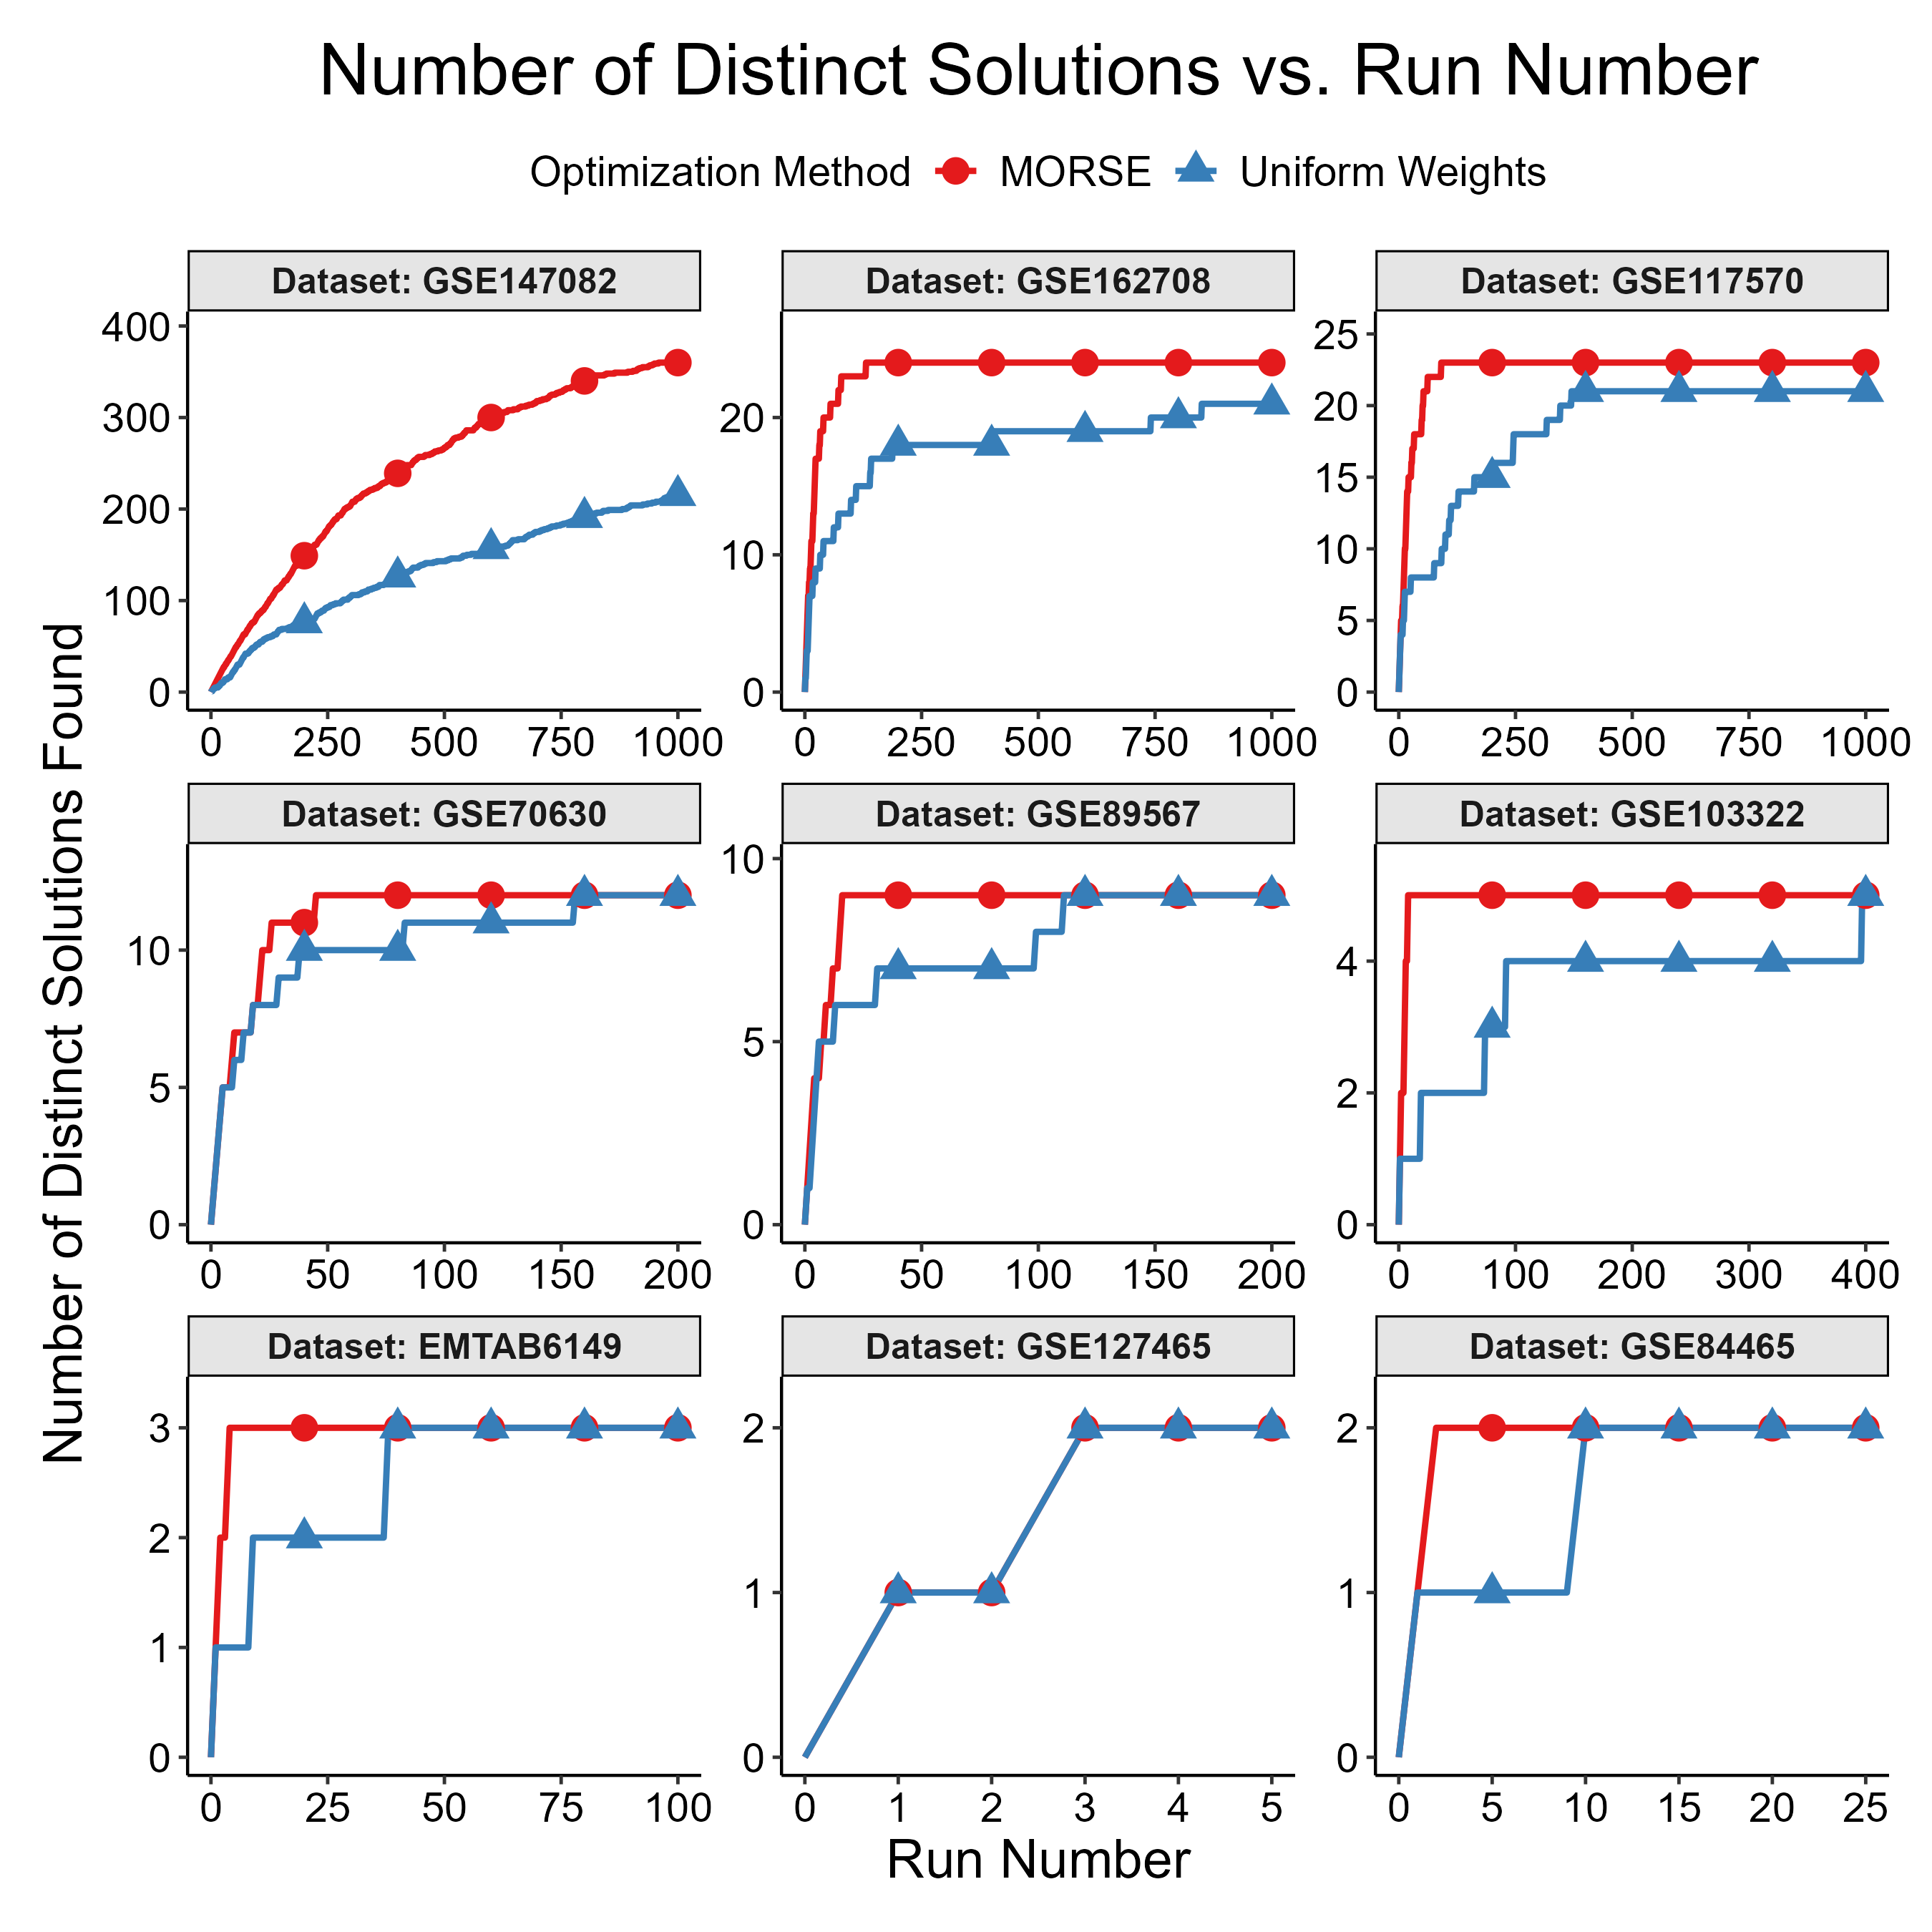 Number of Distinct Solutions vs. Run Number
Optimization Method MORSE Uniform Weights
Dataset: GSE147082
Dataset: GSE162708
Dataset: GSE117570
400
300
200
100
0
0 250 500 750 1000
20
10
0
0 250 500 750 1000
25
20
15
10
5
0
0 250 500 750 1000
Number of Distinct Solutions Found
Dataset: GSE70630
Dataset: GSE89567
Dataset: GSE103322
10
5
0
0 50 100 150 200
10
5
0
0 50 100 150 200
4
2
0
0 100 200 300 400
Dataset: EMTAB6149
Dataset: GSE127465
Dataset: GSE84465
3
2
1
0
0 25 50 75 100
2
1
0
0 1 2 3 4 5
2
1
0
0 5 10 15 20 25
Run Number